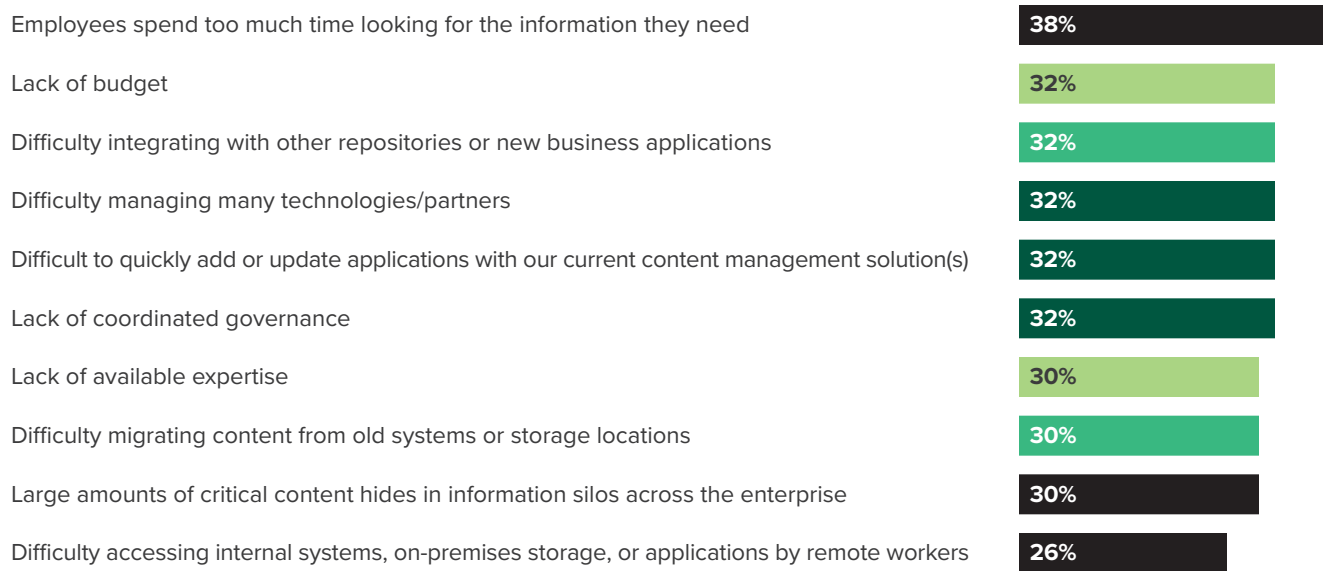 Employees spend too much time looking for the information they need 38%
Lack of budget 32%
Difficulty integrating with other repositories or new business applications 32%
Difficulty managing many technologies/partners 32%
Difficult to quickly add or update applications with our current content management solution(s) 32%
Lack of coordinated governance 32%
Lack of available expertise 30%
Difficulty migrating content from old systems or storage locations 30%
Large amounts of critical content hides in information silos across the enterprise 30%
Difficulty accessing internal systems, on-premises storage, or applications by remote workers 26%